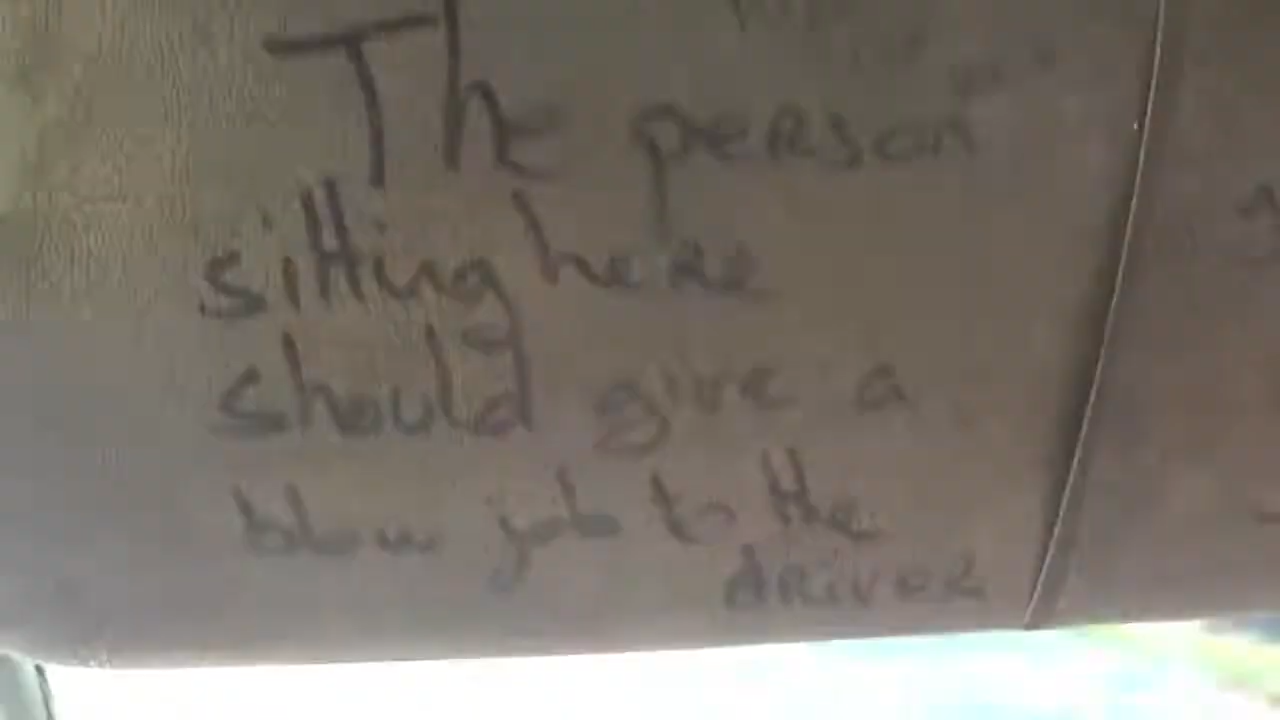 The person
sitting here
should give a
blow job to the
driver